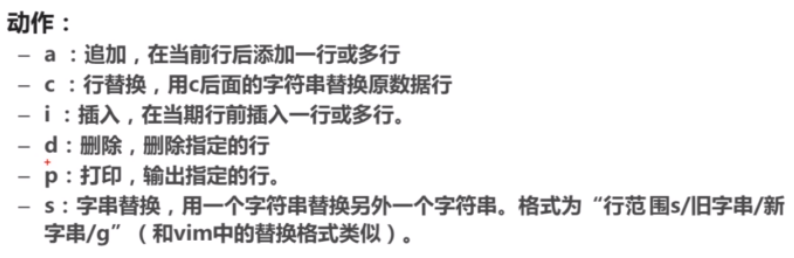 动作：
– a ：追加，在当前行后添加一行或多行
– c ：行替换，用c后面的字符串替换原数据行
– i ：插入，在当期行前插入一行或多行。
– d：删除，删除指定的行
– p：打印，输出指定的行。
– s：字串替换，用一个字符串替换另外一个字符串。格式为“行范围s/旧字串/新
字串/g”（和vim中的替换格式类似）。